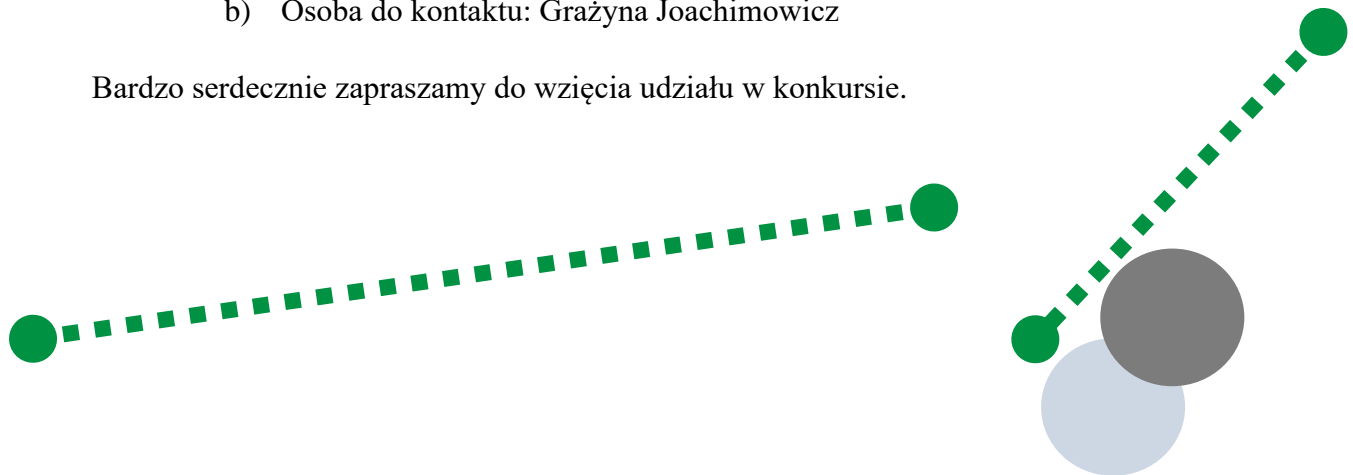 b) Osoba do kontaktu: Grażyna Joachimowicz
Bardzo serdecznie zapraszamy do wzięcia udziału w konkursie.